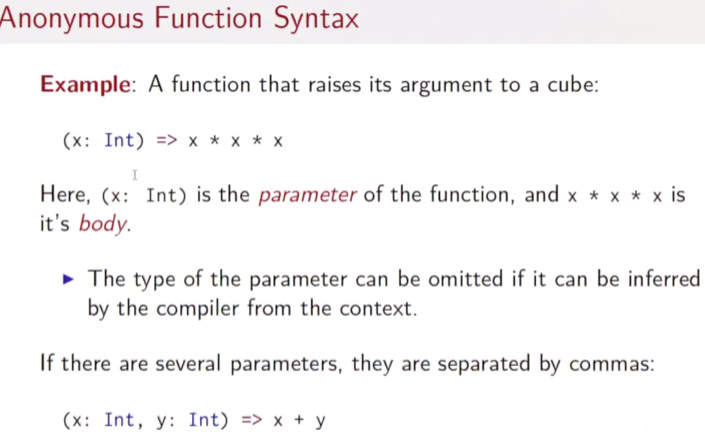 Anonymous Function Syntax
Example: A function that raises its argument to a cube:
(x: Int) => x * x * x
Here, (x: Int) is the parameter of the function, and x * x * x is
it's body.
▶ The type of the parameter can be omitted if it can be inferred
by the compiler from the context.
If there are several parameters, they are separated by commas:
(x: Int, y: Int) => x + y